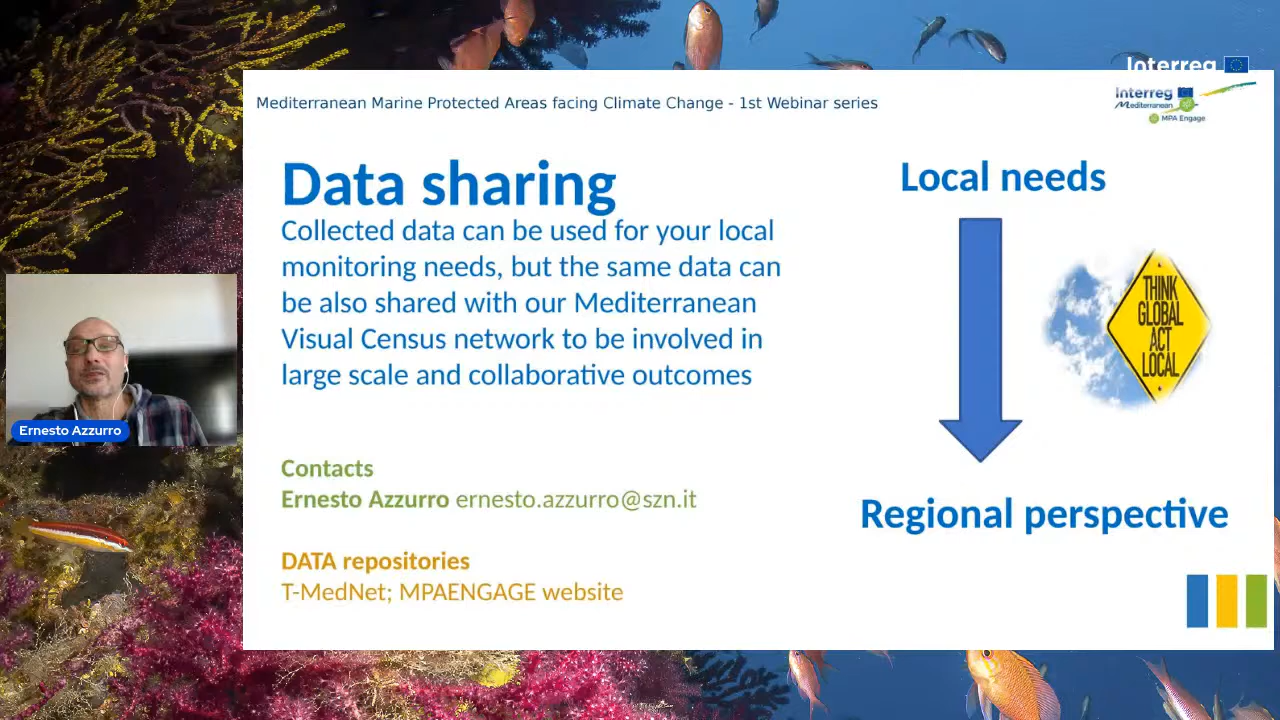 Interreg
Mediterranean Marine Protected Areas facing Climate Change - 1st Webinar series
Interreg
Mediterranean
MPA Engage
Data sharing
Collected data can be used for your local
monitoring needs, but the same data can
be also shared with our Mediterranean
Visual Census network to be involved in
large scale and collaborative outcomes
Local needs
THINK
GLOBAL
ACT
LOCAL
Regional perspective
Ernesto Azzurro
Contacts
Ernesto Azzurro ernesto.azzurro@szn.it
DATA repositories
T-MedNet; MPAENGAGE website